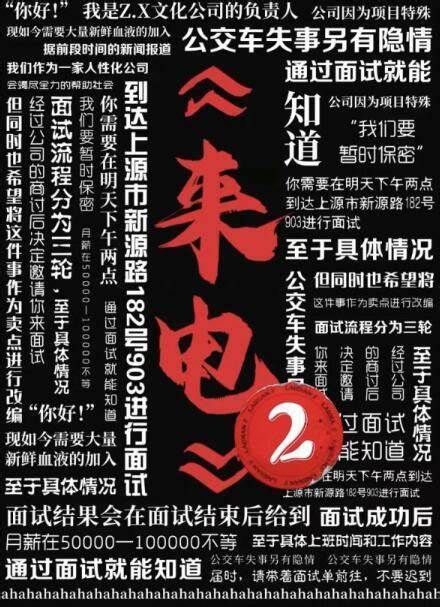 “你好！” 我是Z.X文化公司的负责人
公司因为项目特殊
现如今需要大量新鲜血液的加入
公交车失事另有隐情
据前段时间的新闻报道
我们作为一家人性化公司
通过面试就能
会竭尽全力的帮助社会
知道
公司因为项目特殊
“我们要
暂时保密”
你需要在明天下午两点
到达上源市新源路182号
903进行面试
至于具体情况
但同时也希望将
这件事作为卖点进行改编
面试流程分为三轮
但同时也希望将这件事作为卖点进行改编
经过公司的商讨后决定邀请你来面试
面试流程分为三轮，至于具体情况
我们要暂时保密
月薪在50000—100000不等
你需要在明天下午两点
通过面试就能知道
到达上源市新源路182号903进行面试
《来电》
2
公交车失事
经过公司
的商讨后
决定邀请
你来面试
通过面试
就能知道
你需要在明天下午两点到达
上源市新源路182号903进行面试
“你好！”
现如今需要大量
新鲜血液的加入
至于具体情况
面试结果会在面试结束后给到
面试成功后
月薪在50000—100000不等
至于具体上班时间和工作内容
通过面试就能知道
公交车失事另有隐情
公交车失事另有隐情
届时，请带着面试单前往，不要迟到
ahahahahahahahahahahahahahahahahahahahahahah